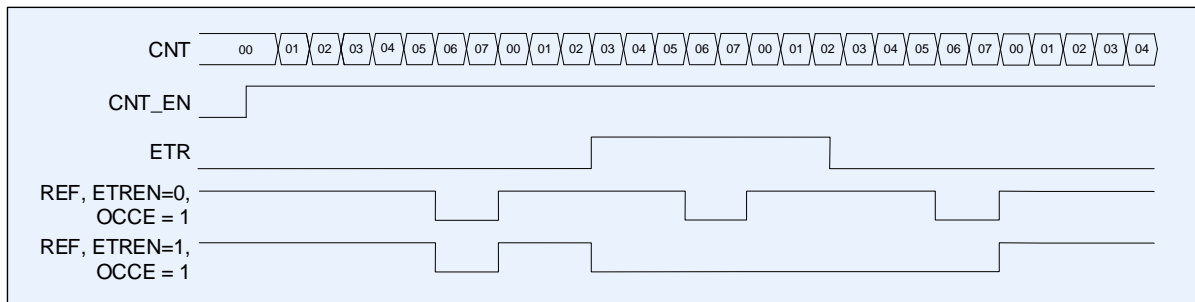 CNT 00 01 02 03 04 05 06 07 00 01 02 03 04 05 06 07 00 01 02 03 04 05 06 07 00 01 02 03 04
CNT_EN
ETR
REF, ETREN=0,
OCCE = 1
REF, ETREN=1,
OCCE = 1